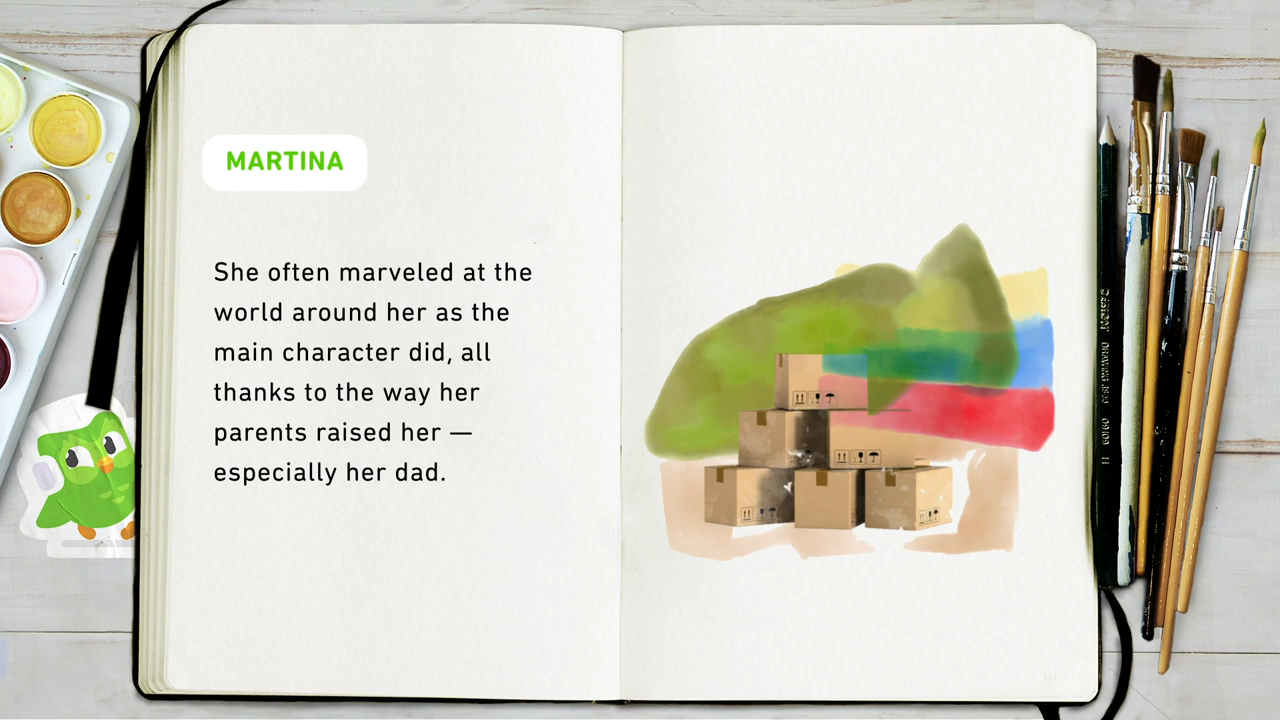 MARTINA
She often marveled at the
world around her as the
main character did, all
thanks to the way her
parents raised her —
especially her dad.